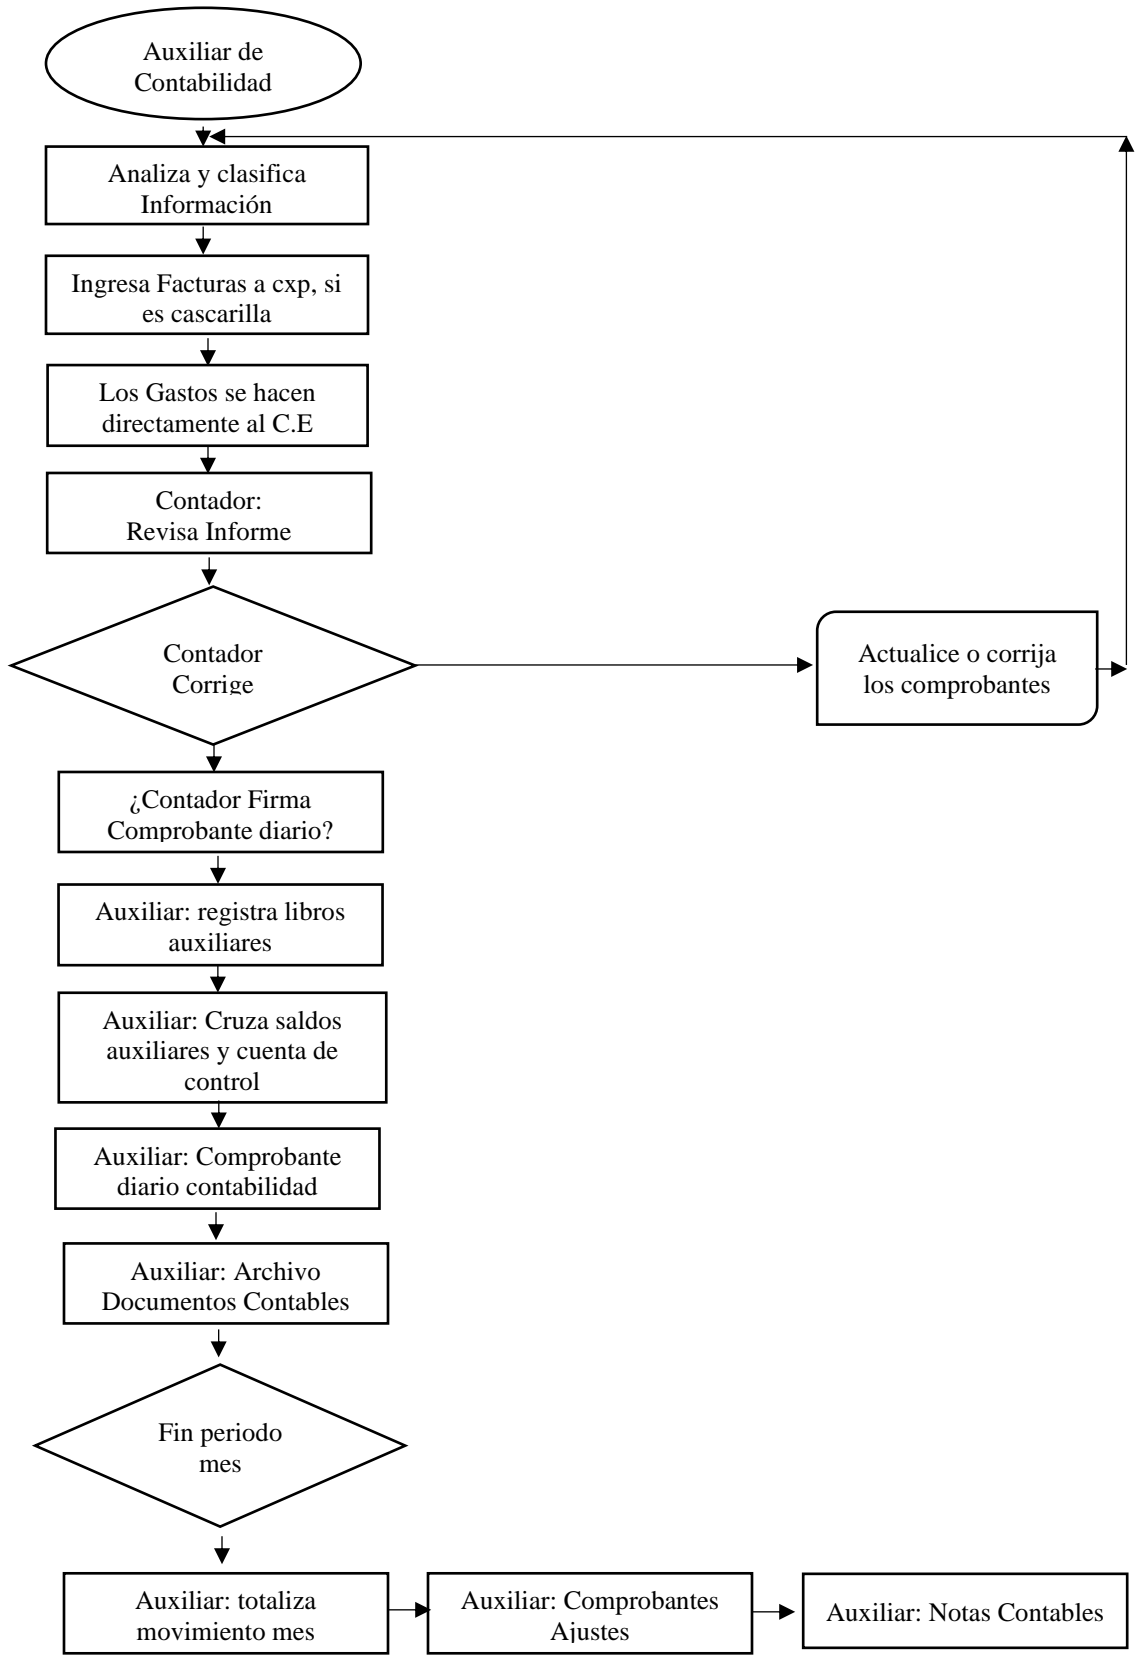 Auxiliar de
Contabilidad
Analiza y clasifica
Información
Ingresa Facturas a cxp, si
es cascarilla
Los Gastos se hacen
directamente al C.E
Contador:
Revisa Informe
Contador
Corrige
Actualice o corrija
los comprobantes
¿Contador Firma
Comprobante diario?
Auxiliar: registra libros
auxiliares
Auxiliar: Cruza saldos
auxiliares y cuenta de
control
Auxiliar: Comprobante
diario contabilidad
Auxiliar: Archivo
Documentos Contables
Fin periodo
mes
Auxiliar: totaliza
movimiento mes
Auxiliar: Comprobantes
Ajustes
Auxiliar: Notas Contables